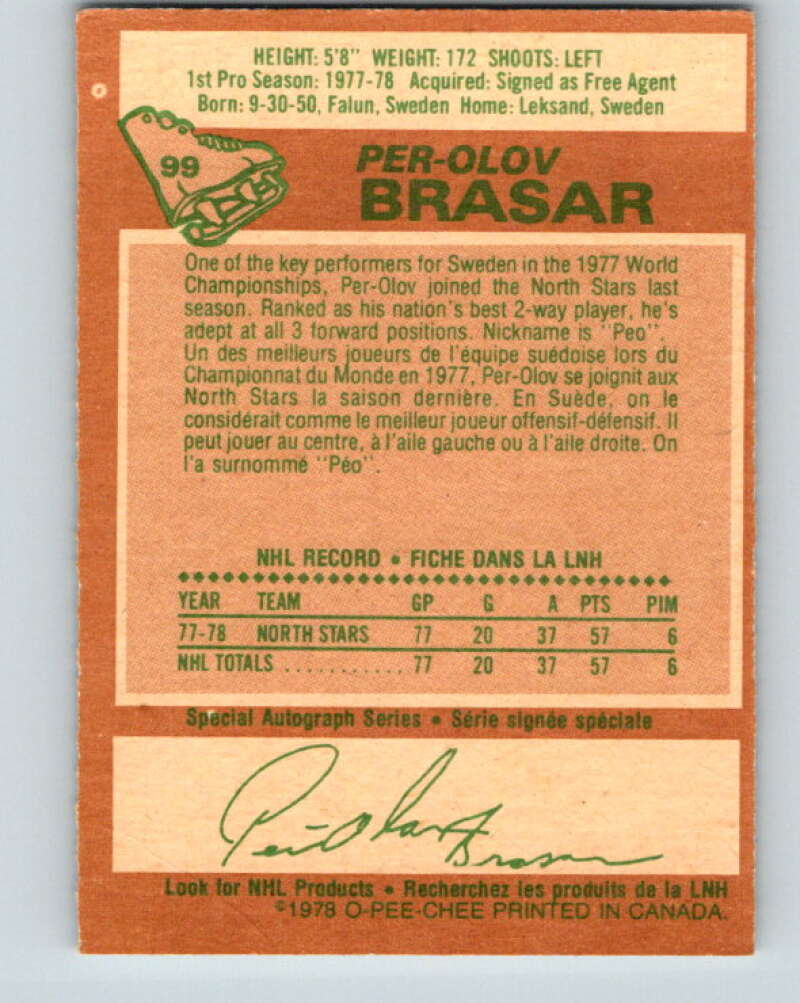 HEIGHT: 5'8" WEIGHT: 172 SHOOTS: LEFT
1st Pro Season: 1977-78 Acquired: Signed as Free Agent
Born: 9-30-50, Falun, Sweden Home: Leksand, Sweden
99
PER-OLOV
BRASAR
One of the key performers for Sweden in the 1977 World
Championships, Per-Olov joined the North Stars last
season. Ranked as his nation's best 2-way player, he's
adept at all 3 forward positions. Nickname is "Peo".
Un des meilleurs joueurs de l'équipe suédoise lors du
Championnat du Monde en 1977, Per-Olov se joignit aux
North Stars la saison dernière. En Suède, on le
considérait comme le meilleur joueur offensif-défensif. Il
peut jouer au centre, à l'aile gauche ou à l'aile droite. On
l'a surnommé "Péo".
NHL RECORD • FICHE DANS LA LNH
YEAR TEAM GP G A PTS PIM
77-78 NORTH STARS 77 20 37 57 6
NHL TOTALS ........... 77 20 37 57 6
Special Autograph Series • Série signée spéciale
Per-Olov Brasar
Look for NHL Products • Recherchez les produits de la LNH
©1978 O-PEE-CHEE PRINTED IN CANADA.